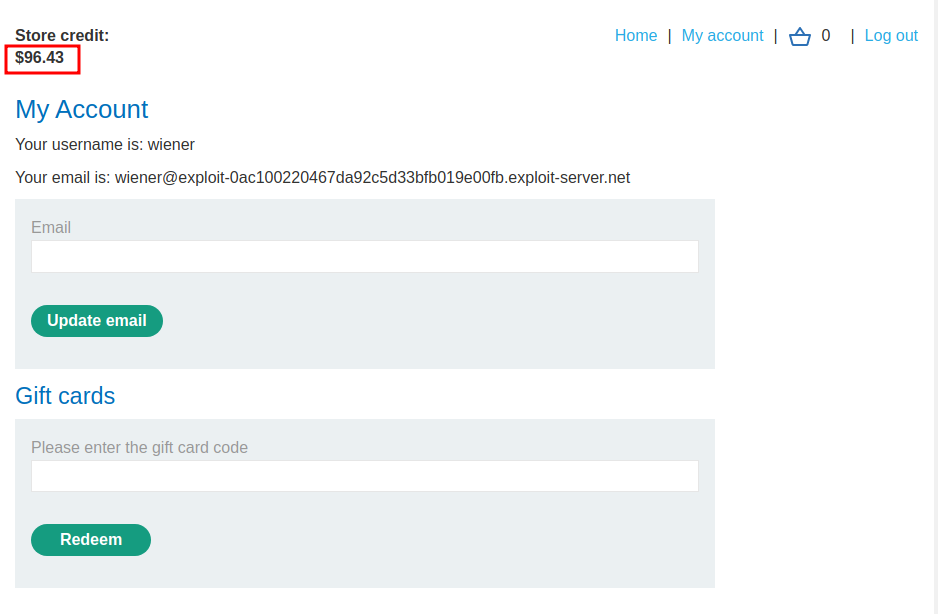 Store credit:
$96.43
Home | My account | 0 | Log out
My Account
Your username is: wiener
Your email is: wiener@exploit-0ac100220467da92c5d33bfb019e00fb.exploit-server.net
Email
Update email
Gift cards
Please enter the gift card code
Redeem